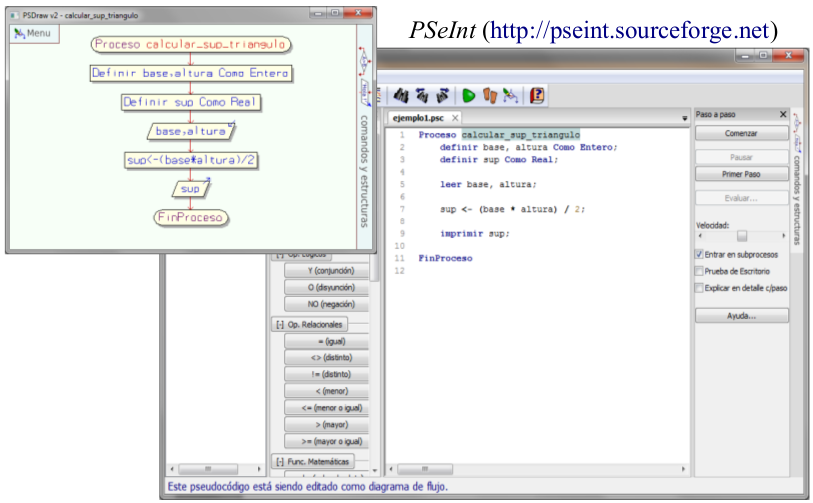 PSDraw v2 - calcular_sup_triangulo
Menu
Proceso calcular_sup_triangulo
Definir base,altura Como Entero
Definir sup Como Real
base,altura
sup<-(base*altura)/2
sup
FinProceso
comandos y estructuras
PSeInt (http://pseint.sourceforge.net)
ejemplo1.psc
1 Proceso calcular_sup_triangulo
2 definir base, altura Como Entero;
3 definir sup Como Real;
4
5 leer base, altura;
6
7 sup <- (base * altura) / 2;
8
9 imprimir sup;
10
11 FinProceso
12
Paso a paso
Comenzar
Pausar
Primer Paso
Evaluar...
Velocidad:
Entrar en subprocesos
Prueba de Escritorio
Explicar en detalle c/paso
Ayuda...
comandos y estructuras
[-] Op. Lógicos
Y (conjunción)
O (disyunción)
NO (negación)
[-] Op. Relacionales
= (igual)
<> (distinto)
!= (distinto)
< (menor)
<= (menor o igual)
> (mayor)
>= (mayor o igual)
[-] Func. Matemáticas
Este pseudocódigo está siendo editado como diagrama de flujo.